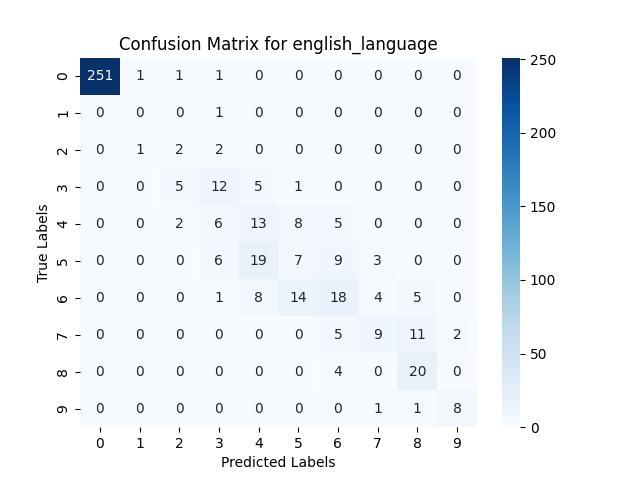 Confusion Matrix for english_language
0 251 1 1 1 0 0 0 0 0 0
1 0 0 0 1 0 0 0 0 0 0
2 0 1 2 2 0 0 0 0 0 0
3 0 0 5 12 5 1 0 0 0 0
4 0 0 2 6 13 8 5 0 0 0
5 0 0 0 6 19 7 9 3 0 0
6 0 0 0 1 8 14 18 4 5 0
7 0 0 0 0 0 0 5 9 11 2
8 0 0 0 0 0 0 4 0 20 0
9 0 0 0 0 0 0 0 1 1 8
0 1 2 3 4 5 6 7 8 9
Predicted Labels
True Labels
250
200
150
100
50
0